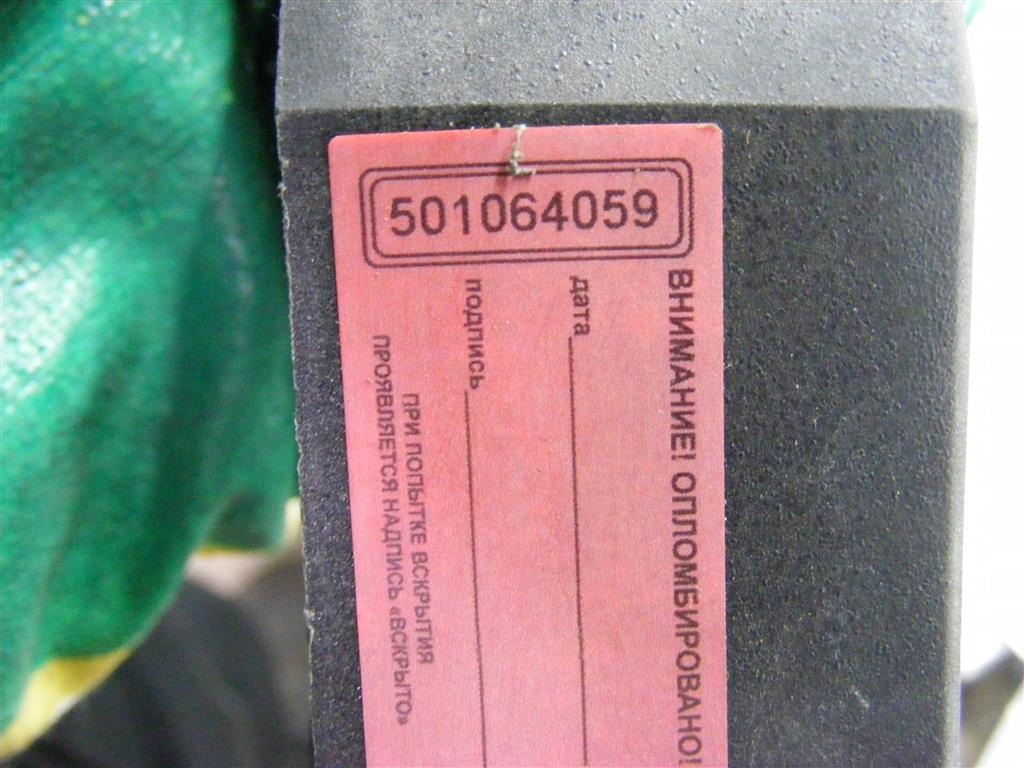 501064059
ВНИМАНИЕ! ОПЛОМБИРОВАНО!
дата
подпись
ПРИ ПОПЫТКЕ ВСКРЫТИЯ
ПРОЯВЛЯЕТСЯ НАДПИСЬ «ВСКРЫТО»